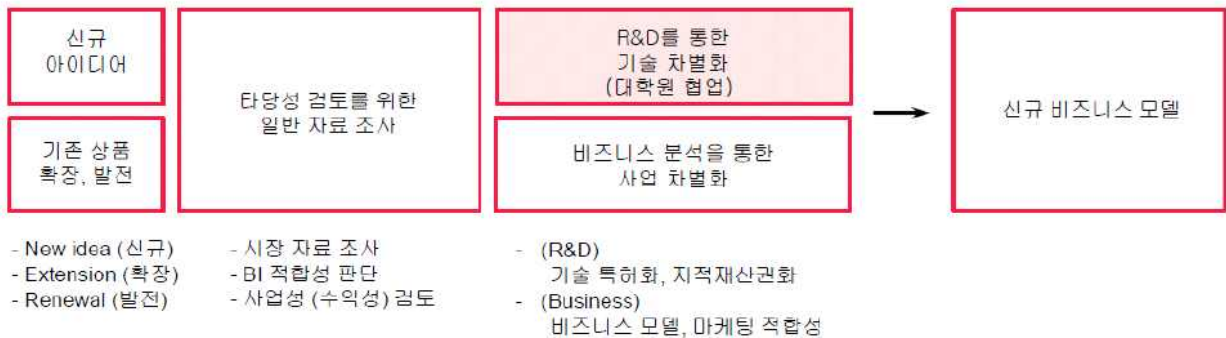 신규
아이디어
기존 상품
확장, 발전
타당성 검토를 위한
일반 자료 조사
R&D를 통한
기술 차별화
(대학원 협업)
비즈니스 분석을 통한
사업 차별화
신규 비즈니스 모델
- New idea (신규)
- Extension (확장)
- Renewal (발전)
- 시장 자료 조사
- BI 적합성 판단
- 사업성 (수익성) 검토
- (R&D)
기술 특허화, 지적재산권화
- (Business)
비즈니스 모델, 마케팅 적합성